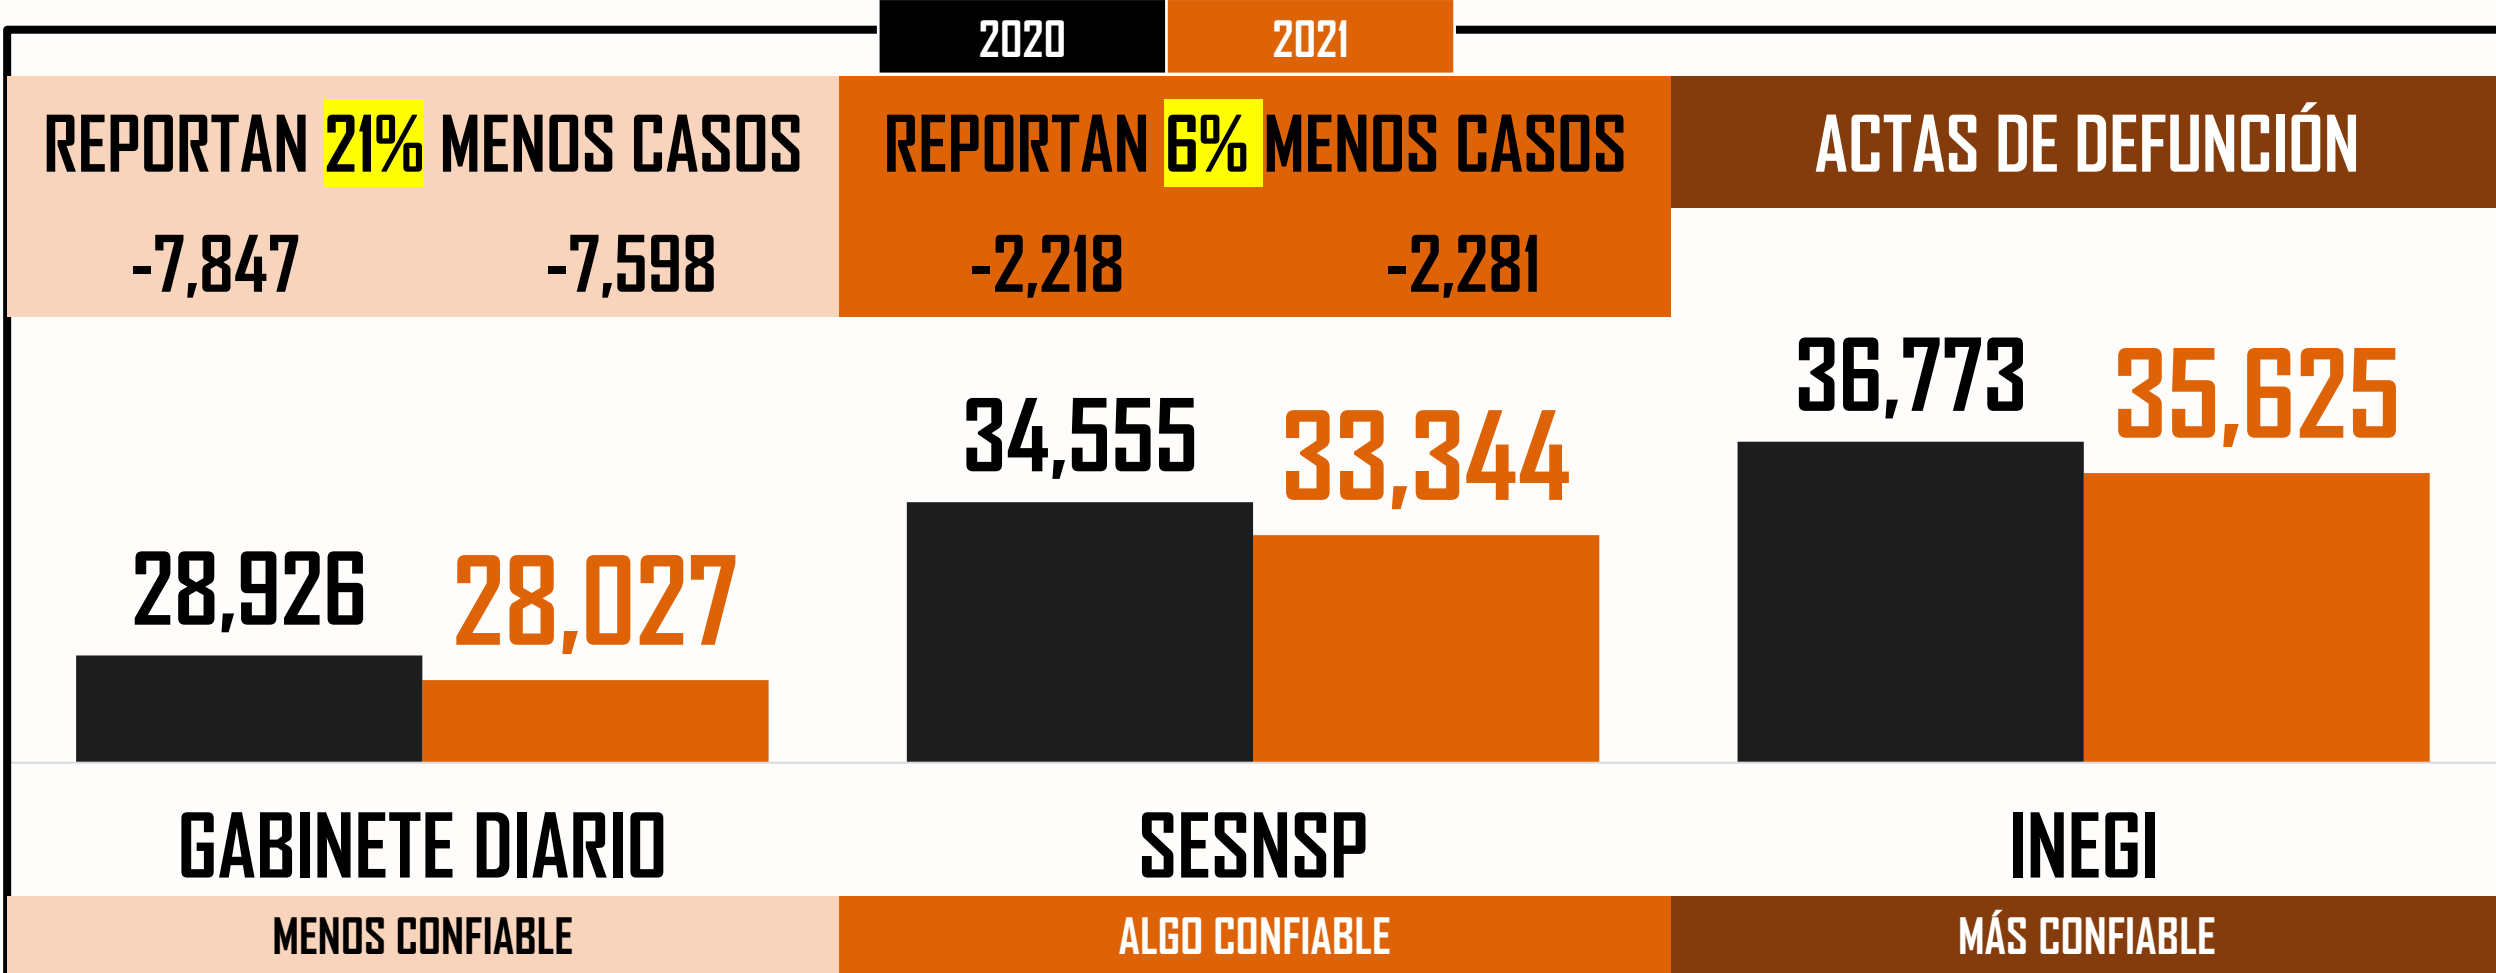 2020 2021
REPORTAN 21% MENOS CASOS
REPORTAN 6% MENOS CASOS
ACTAS DE DEFUNCIÓN
-7,847 -7,598
-2,218 -2,281
28,926 28,027
34,555 33,344
36,773 35,625
GABINETE DIARIO
SESNSP
INEGI
MENOS CONFIABLE
ALGO CONFIABLE
MÁS CONFIABLE